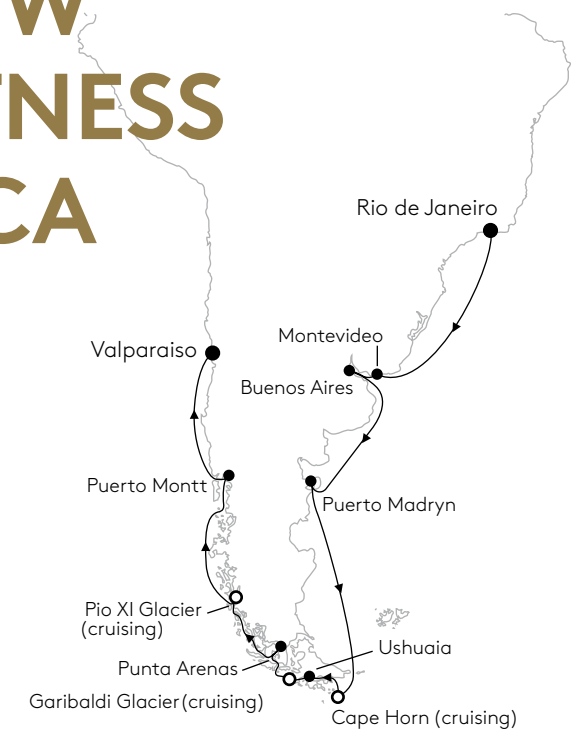 W
TNESS
CA
Rio de Janeiro
Montevideo
Valparaiso
Buenos Aires
Puerto Montt
Puerto Madryn
Pio XI Glacier
(cruising)
Ushuaia
Punta Arenas
Garibaldi Glacier (cruising)
Cape Horn (cruising)